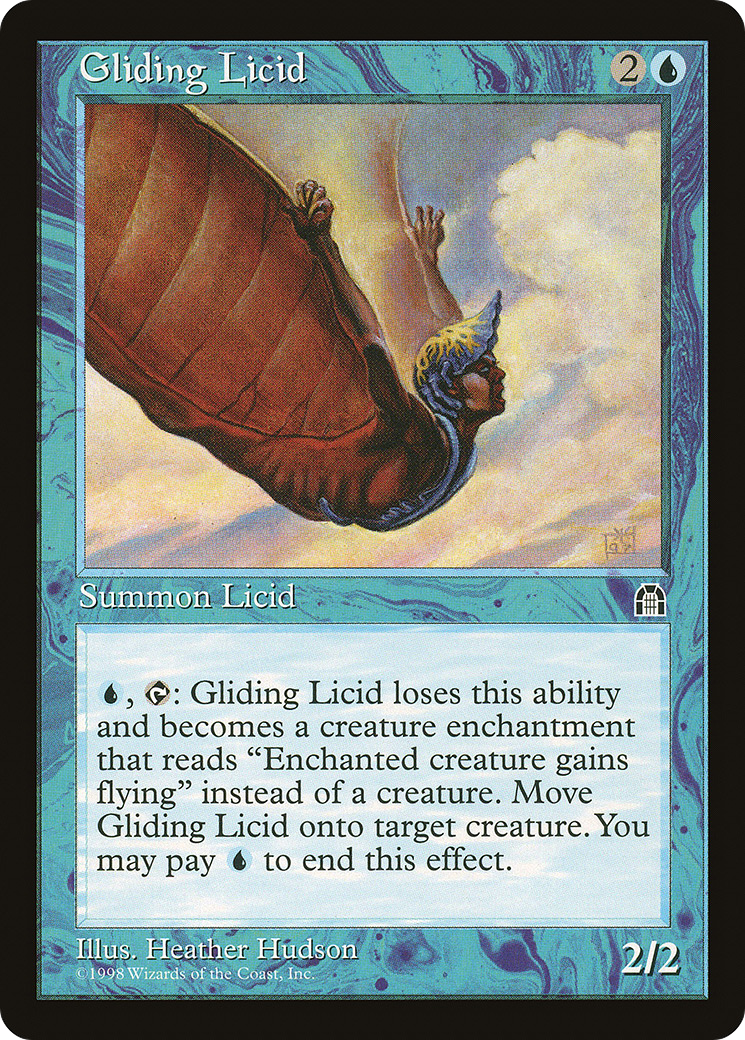 Gliding Licid 2
Summon Licid
, : Gliding Licid loses this ability
and becomes a creature enchantment
that reads “Enchanted creature gains
flying” instead of a creature. Move
Gliding Licid onto target creature. You
may pay to end this effect.
Illus. Heather Hudson
©1998 Wizards of the Coast, Inc.
2/2